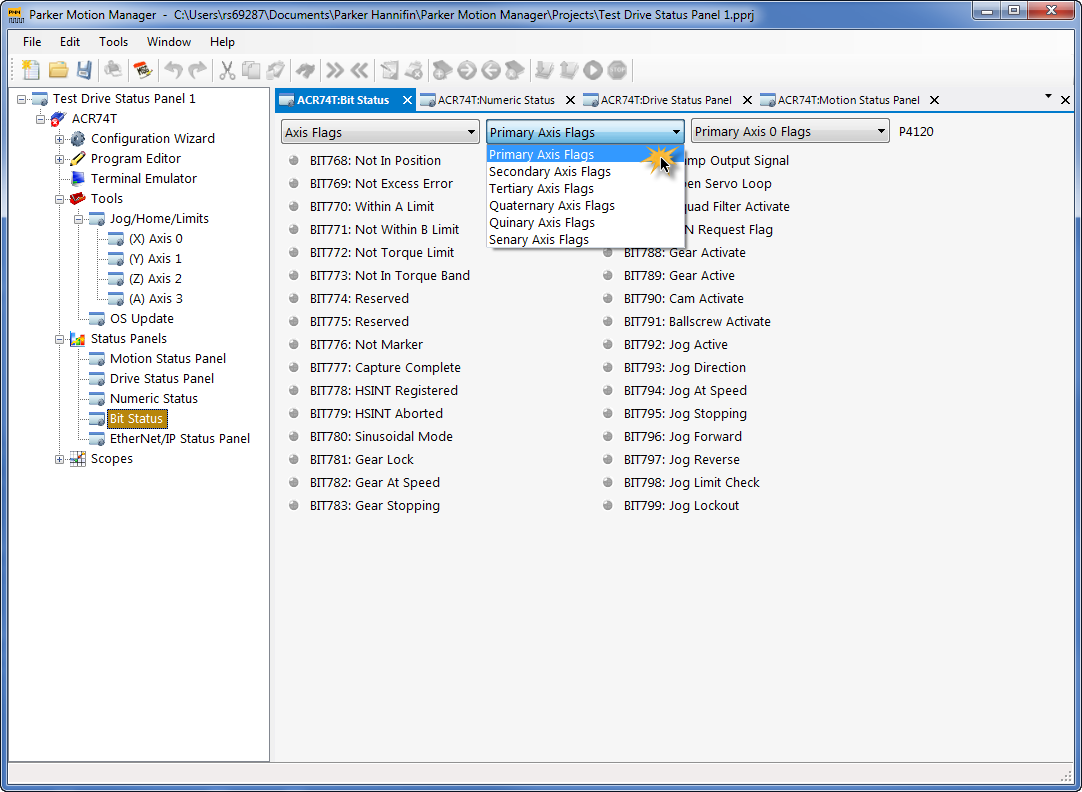 Parker Motion Manager - C:\Users\rs69287\Documents\Parker Hannifin\Parker Motion Manager\Projects\Test Drive Status Panel 1.pprj
File Edit Tools Window Help
Test Drive Status Panel 1
ACR74T
Configuration Wizard
Program Editor
Terminal Emulator
Tools
Jog/Home/Limits
(X) Axis 0
(Y) Axis 1
(Z) Axis 2
(A) Axis 3
OS Update
Status Panels
Motion Status Panel
Drive Status Panel
Numeric Status
Bit Status
EtherNet/IP Status Panel
Scopes
ACR74T:Bit Status ACR74T:Numeric Status ACR74T:Drive Status Panel ACR74T:Motion Status Panel
Axis Flags Primary Axis Flags Primary Axis 0 Flags P4120
Primary Axis Flags
Secondary Axis Flags
Tertiary Axis Flags
Quaternary Axis Flags
Quinary Axis Flags
Senary Axis Flags
BIT768: Not In Position
BIT769: Not Excess Error
BIT770: Within A Limit
BIT771: Not Within B Limit
BIT772: Not Torque Limit
BIT773: Not In Torque Band
BIT774: Reserved
BIT775: Reserved
BIT776: Not Marker
BIT777: Capture Complete
BIT778: HSINT Registered
BIT779: HSINT Aborted
BIT780: Sinusoidal Mode
BIT781: Gear Lock
BIT782: Gear At Speed
BIT783: Gear Stopping
Output Signal
Servo Loop
Filter Activate
Request Flag
BIT788: Gear Activate
BIT789: Gear Active
BIT790: Cam Activate
BIT791: Ballscrew Activate
BIT792: Jog Active
BIT793: Jog Direction
BIT794: Jog At Speed
BIT795: Jog Stopping
BIT796: Jog Forward
BIT797: Jog Reverse
BIT798: Jog Limit Check
BIT799: Jog Lockout